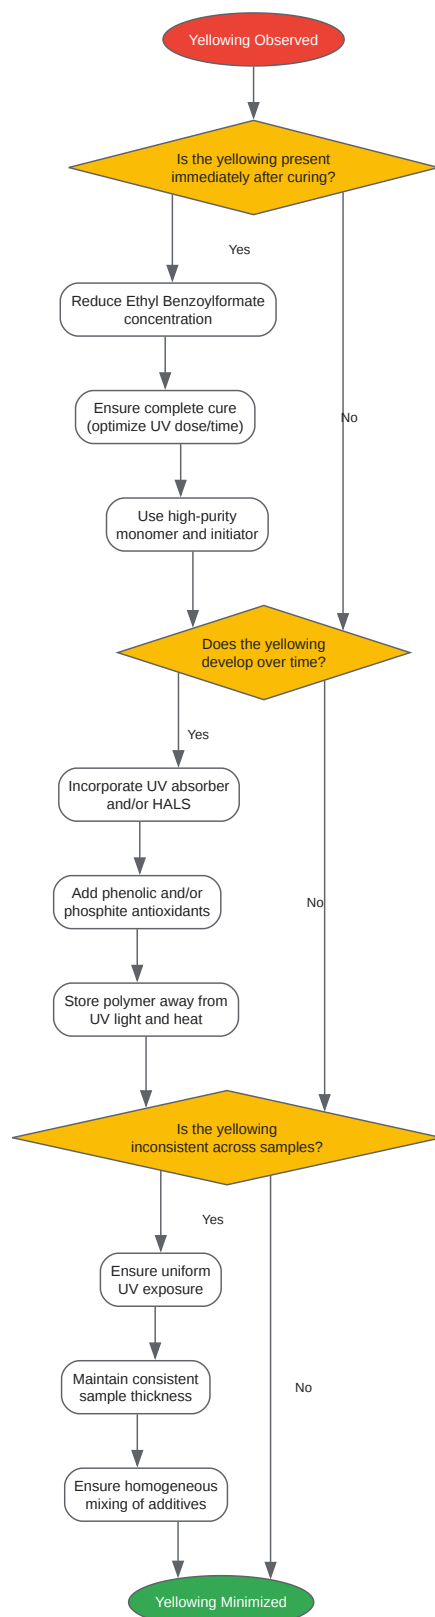 Yellowing Observed
Is the yellowing present
immediately after curing?
Yes
Reduce Ethyl Benzoylformate
concentration
Ensure complete cure
(optimize UV dose/time)
No
Use high-purity
monomer and initiator
Does the yellowing
develop over time?
Yes
Incorporate UV absorber
and/or HALS
Add phenolic and/or
phosphite antioxidants
No
Store polymer away from
UV light and heat
Is the yellowing
inconsistent across samples?
Yes
Ensure uniform
UV exposure
Maintain consistent
sample thickness
No
Ensure homogeneous
mixing of additives
Yellowing Minimized